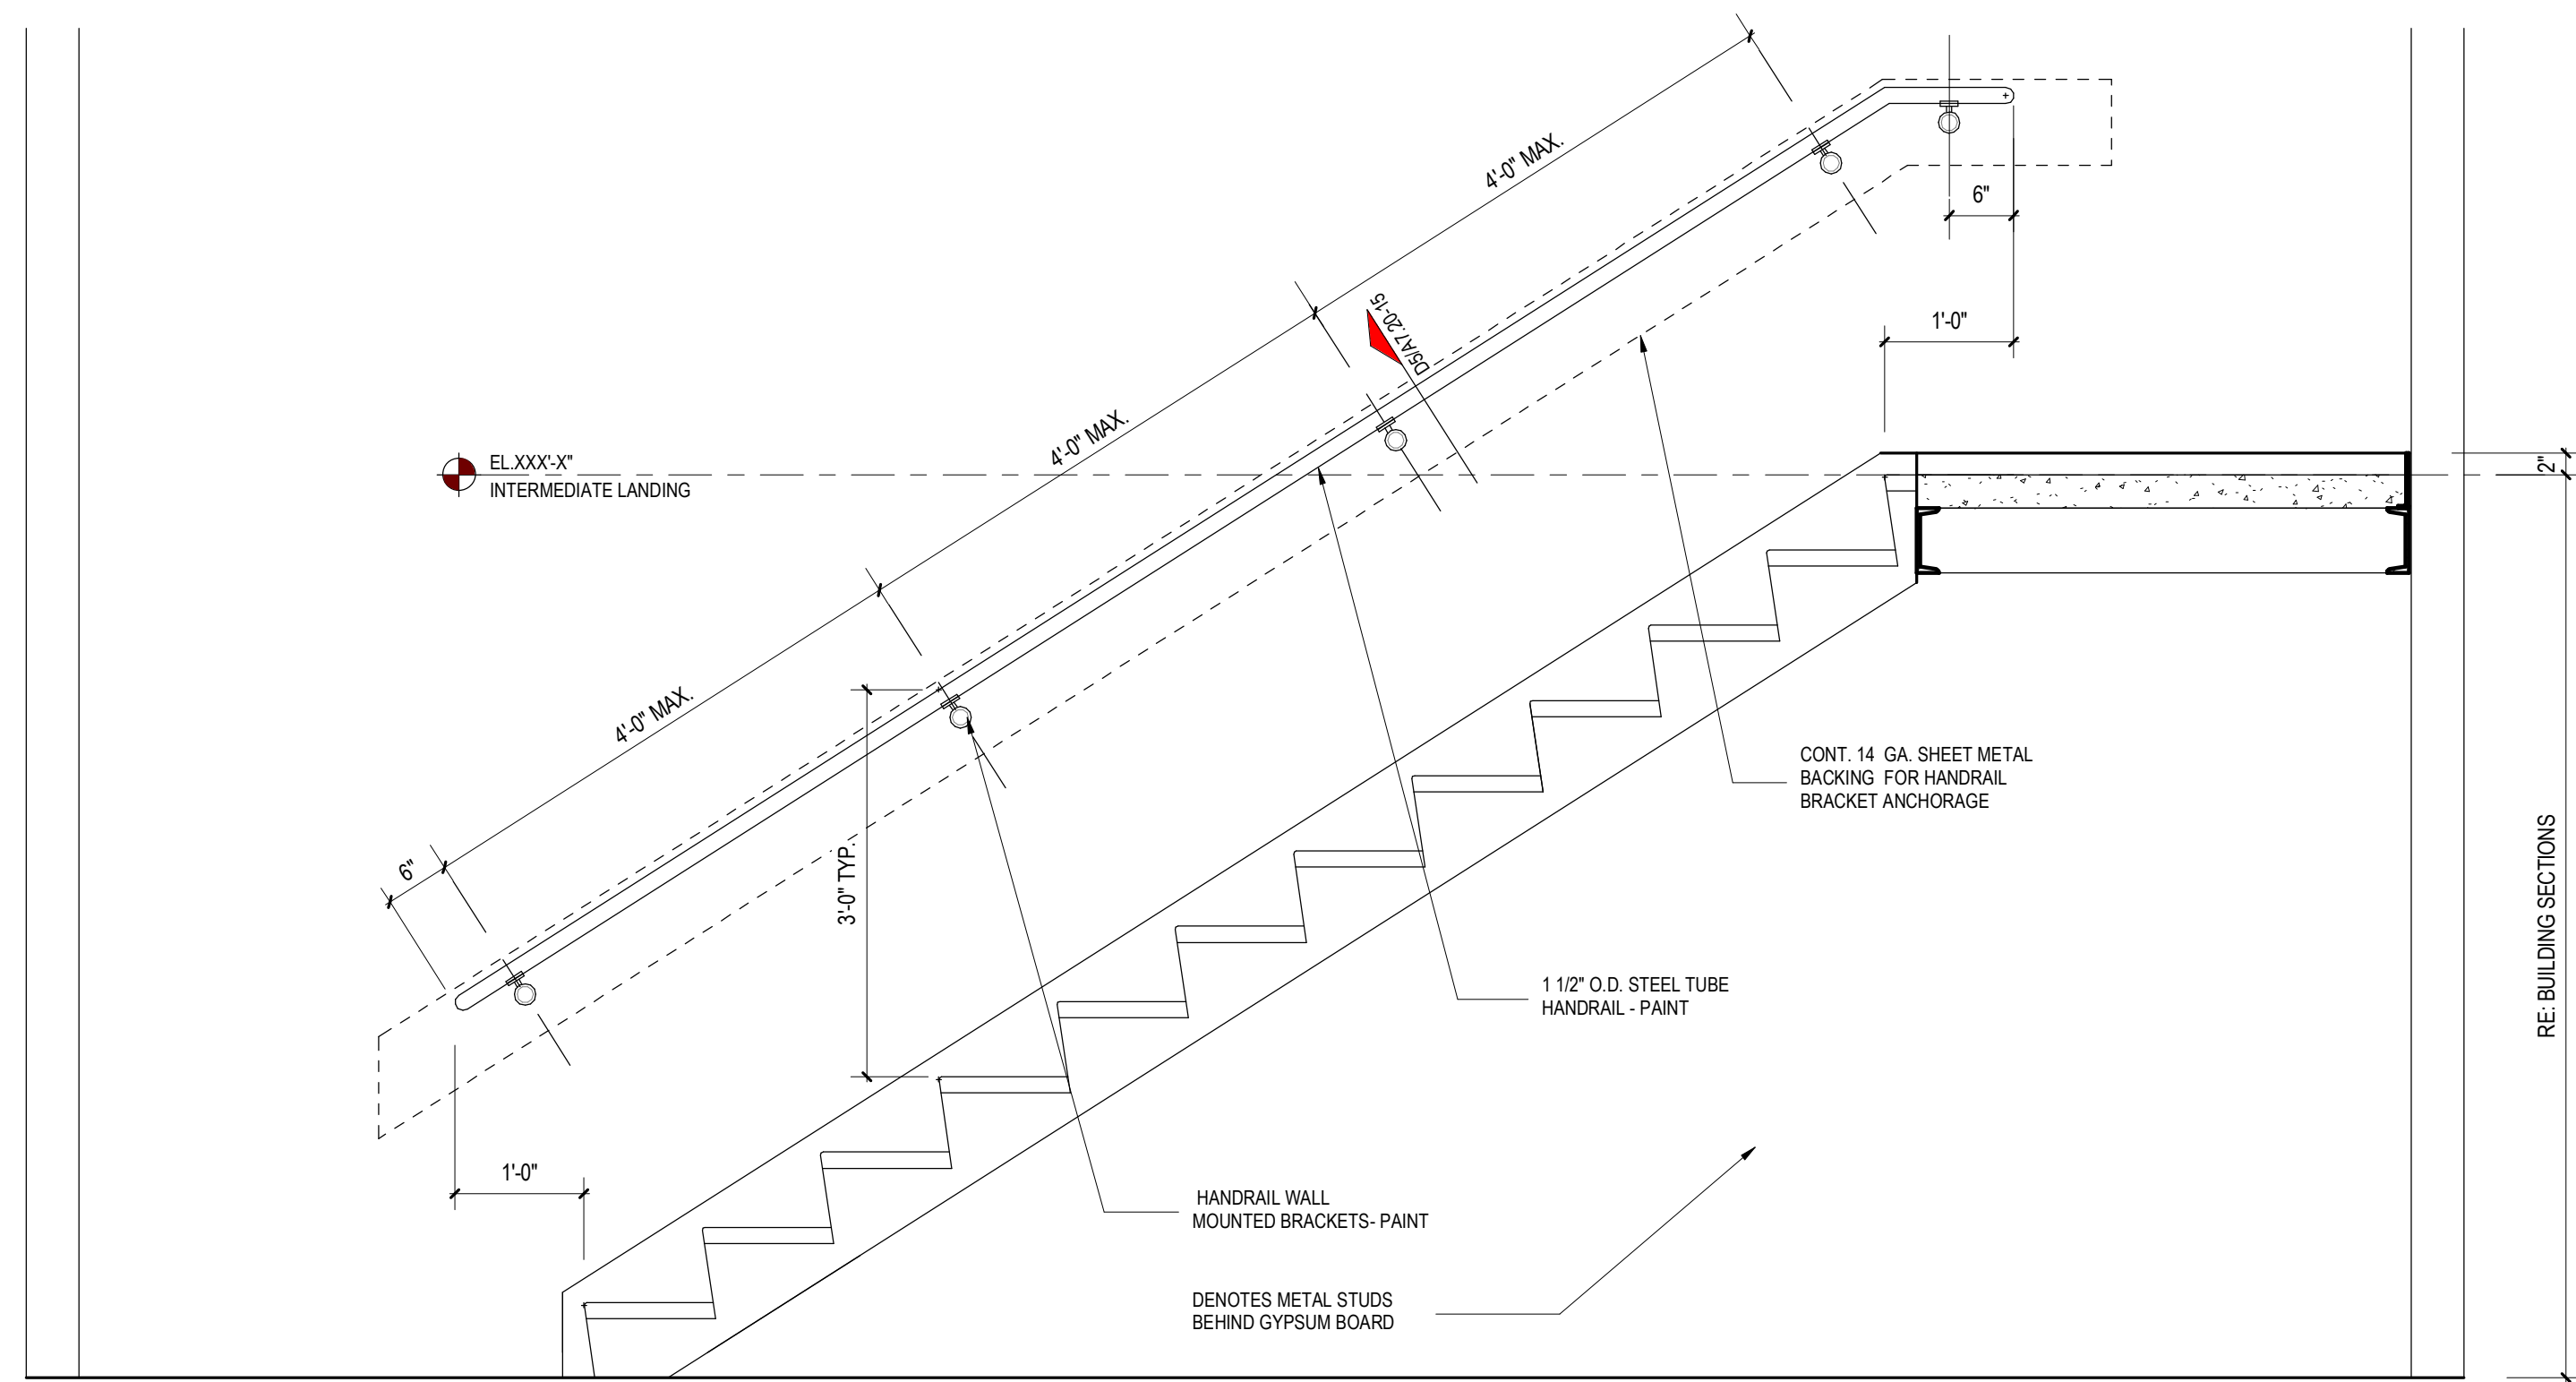 4'-0" MAX.
6"
D5/A7.20-15
1'-0"
4'-0" MAX.
EL.XXX'-X"
INTERMEDIATE LANDING
2"
4'-0" MAX.
CONT. 14  GA. SHEET METAL
BACKING  FOR HANDRAIL
BRACKET ANCHORAGE
6"
3'-0" TYP.
RE: BUILDING SECTIONS
1 1/2" O.D. STEEL TUBE
HANDRAIL - PAINT
1'-0"
HANDRAIL WALL
MOUNTED BRACKETS- PAINT
DENOTES METAL STUDS
BEHIND GYPSUM BOARD